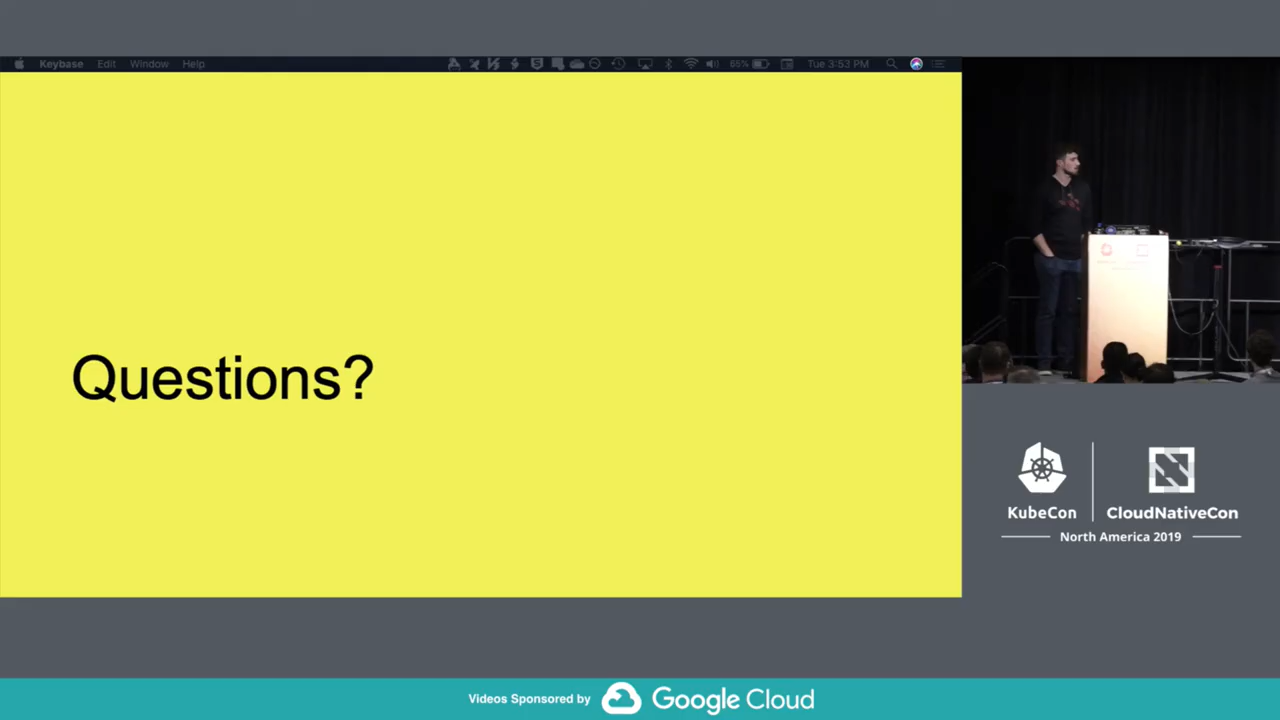 Keybase Edit Window Help
65% Tue 3:53 PM
Questions?
KubeCon CloudNativeCon
North America 2019
Videos Sponsored by Google Cloud